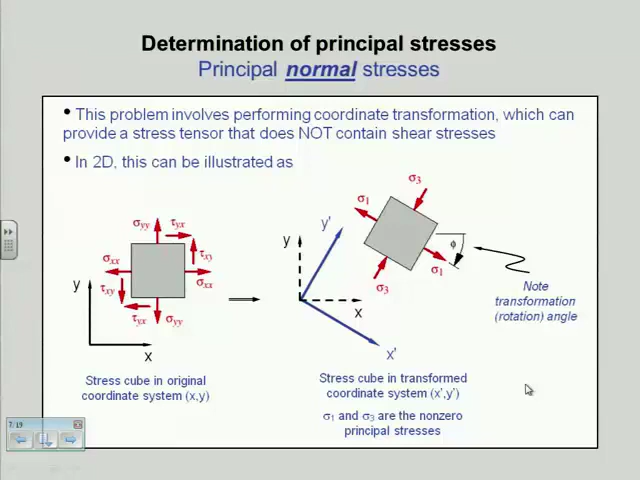 Determination of principal stresses
Principal normal stresses
• This problem involves performing coordinate transformation, which can
provide a stress tensor that does NOT contain shear stresses
• In 2D, this can be illustrated as
σ3
σ1
y'
σyy
τyx
y
ϕ
σxx
τxy
σ1
σ3
y
τxy
σxx
x
Note
transformation
(rotation) angle
τyx
σyy
x
x'
Stress cube in original
coordinate system (x,y)
Stress cube in transformed
coordinate system (x',y')
σ1 and σ3 are the nonzero
principal stresses
7/19